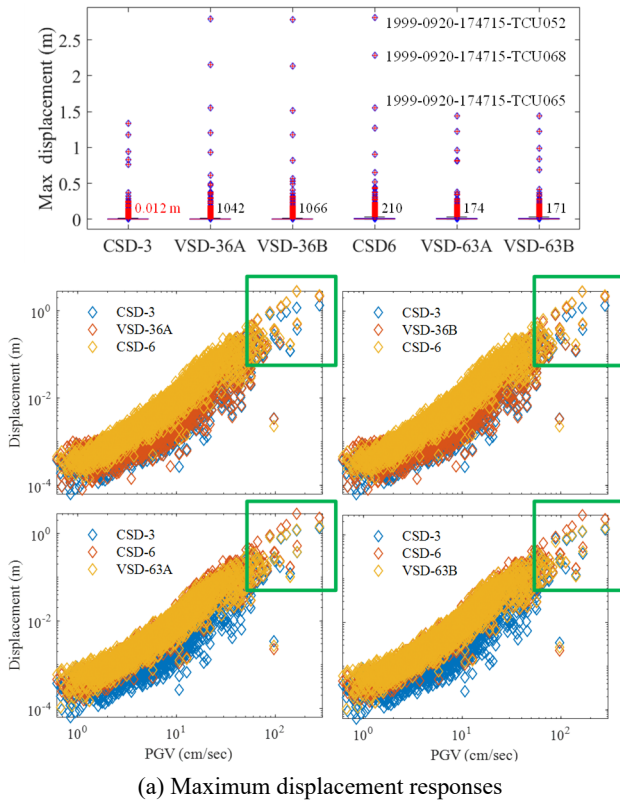 2.5
1999-0920-174715-TCU052
2
1999-0920-174715-TCU068
1.5
1999-0920-174715-TCU065
1
0.5
0.012 m 1042 1066 210 174 171
0
Max displacement (m)
CSD-3 VSD-36A VSD-36B CSD6 VSD-63A VSD-63B
10^0
10^-2
10^-4
Displacement (m)
CSD-3
VSD-36A
CSD-6
Displacement (m)
CSD-3
VSD-36B
CSD-6
10^0
10^-2
10^-4
Displacement (m)
CSD-3
CSD-6
VSD-63A
CSD-3
CSD-6
VSD-63B
10^0 10^1 10^2
PGV (cm/sec)
10^0 10^1 10^2
PGV (cm/sec)
(a) Maximum displacement responses